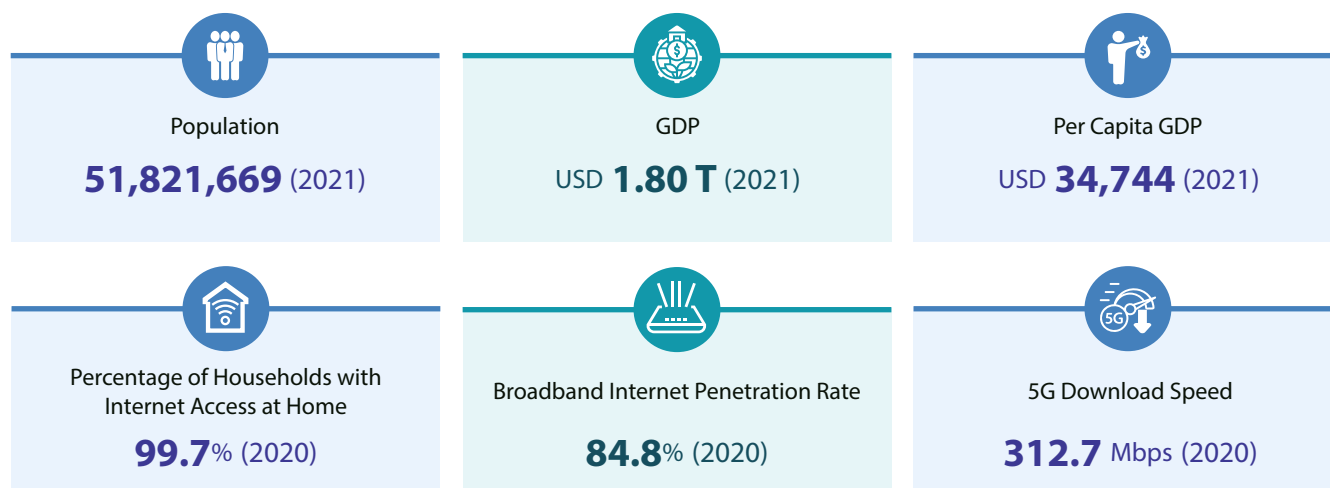 Population
51,821,669 (2021)
GDP
USD 1.80 T (2021)
Per Capita GDP
USD 34,744 (2021)
Percentage of Households with
Internet Access at Home
99.7% (2020)
Broadband Internet Penetration Rate
84.8% (2020)
5G
5G Download Speed
312.7 Mbps (2020)